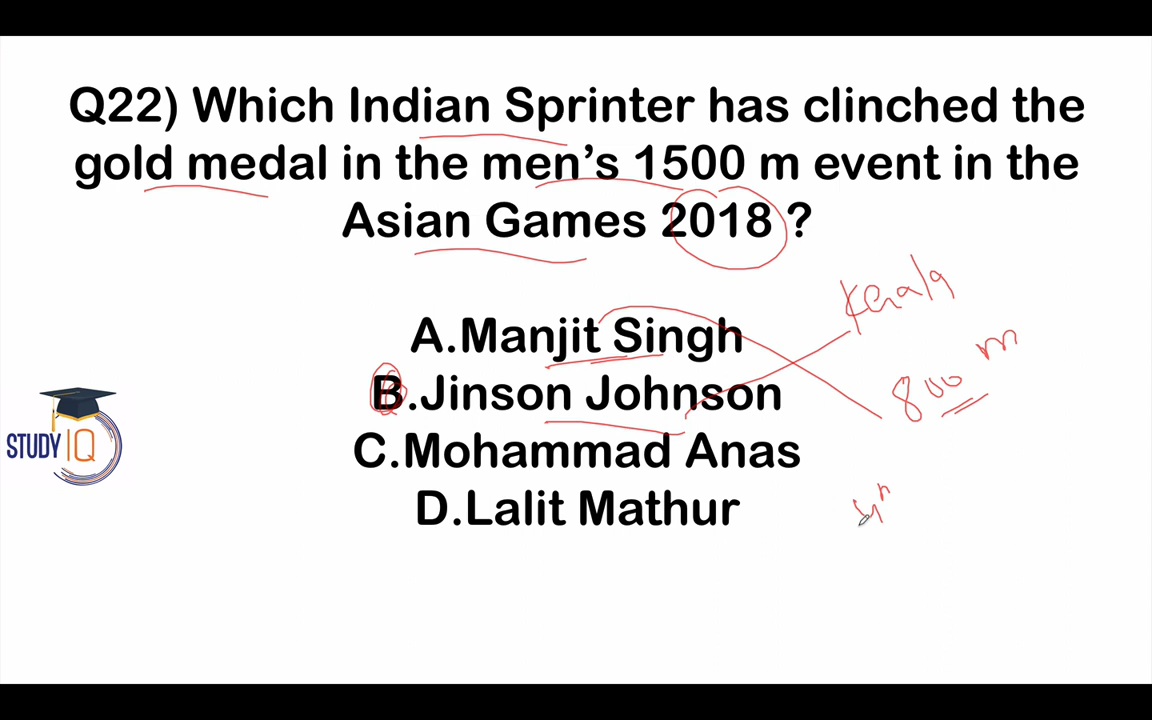 Q22) Which Indian Sprinter has clinched the
gold medal in the men's 1500 m event in the
Asian Games 2018 ?
Kerala
A.Manjit Singh
800 m
B.Jinson Johnson
STUDY IQ
C.Mohammad Anas
D.Lalit Mathur